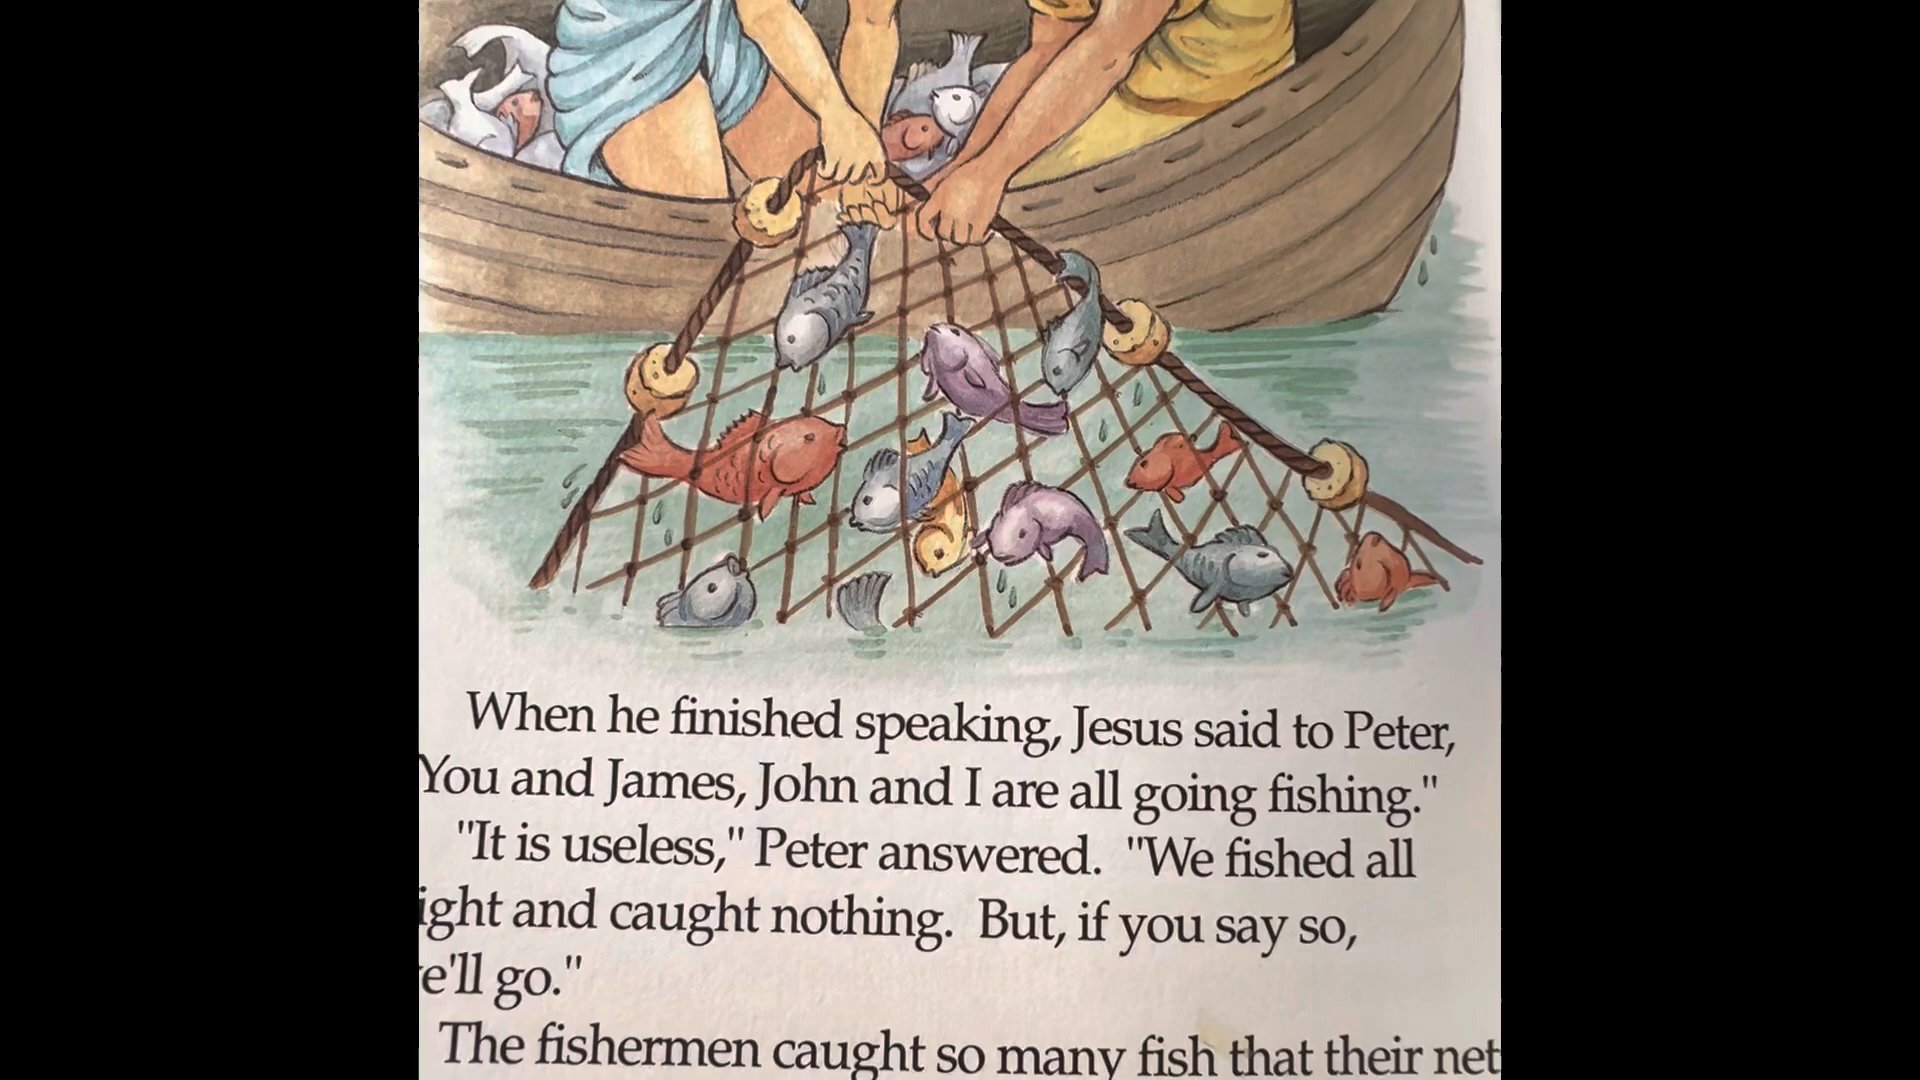 When he finished speaking, Jesus said to Peter,
You and James, John and I are all going fishing."
"It is useless," Peter answered. "We fished all
ight and caught nothing. But, if you say so,
e'll go."
The fishermen caught so many fish that their net